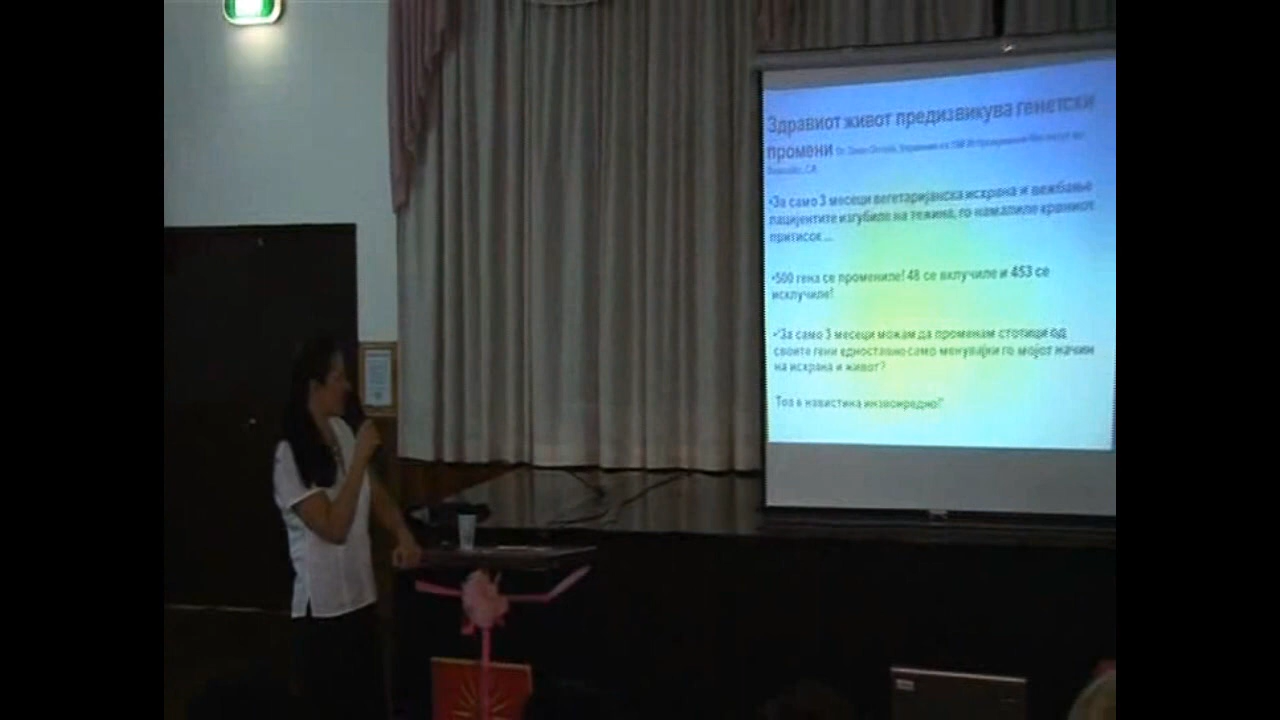 Здравиот живот предизвикува генетски
промени
•За само 3 месеци вегетаријанска исхрана и вежбање
пацијентите изгубиле на тежина, го намалиле крвниот
притисок...
•500 гена се промениле! 48 се вклучиле и 453 се
исклучиле!
•"За само 3 месеци можам да променам стотици од
своите гени едноставно само менувајќи го мојот начин
на исхрана и живот?
Тоа е навистина